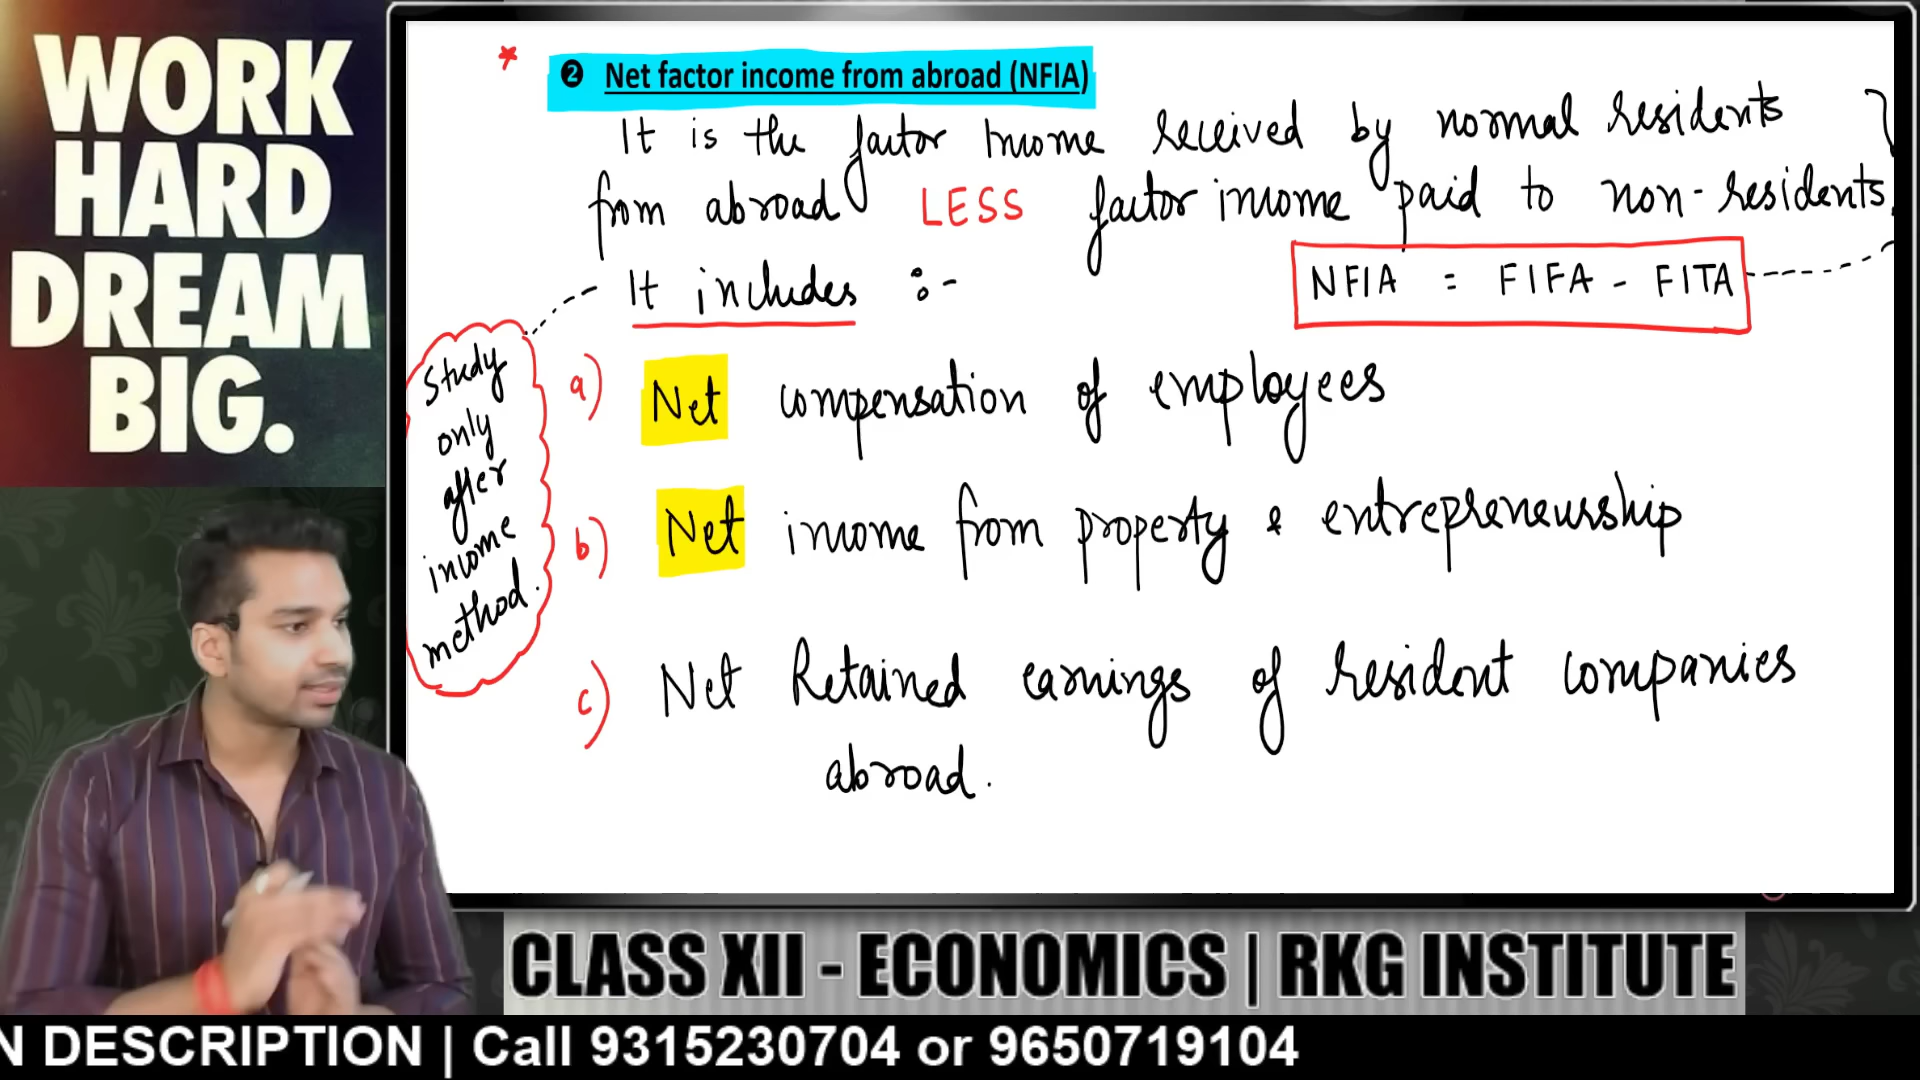 WORK
HARD
DREAM
BIG.
* ❷ Net factor income from abroad (NFIA)
It is the factor Income received by normal residents
from abroad LESS factor income paid to non-residents.
It includes :-
NFIA = FIFA - FITA
Study
only
after
income
method.
a) Net compensation of employees
b) Net income from property & entrepreneurship
c) Net Retained earnings of resident companies
abroad.
CLASS XII - ECONOMICS | RKG INSTITUTE
N DESCRIPTION | Call 9315230704 or 9650719104